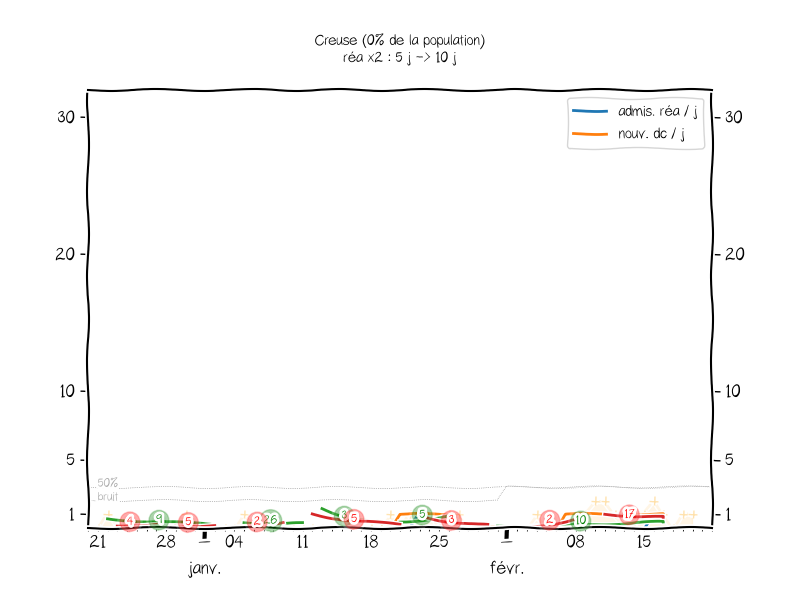 Creuse (0% de la population)
réa x2 : 5 j -> 10 j
admis. réa / j
nouv. dc / j
30 30
20 20
10 10
5 5
50%
bruit
1 1
4 9 5 2 26 3 5 5 3 2 10 17
21 28 04 11 18 25 08 15
janv. févr.